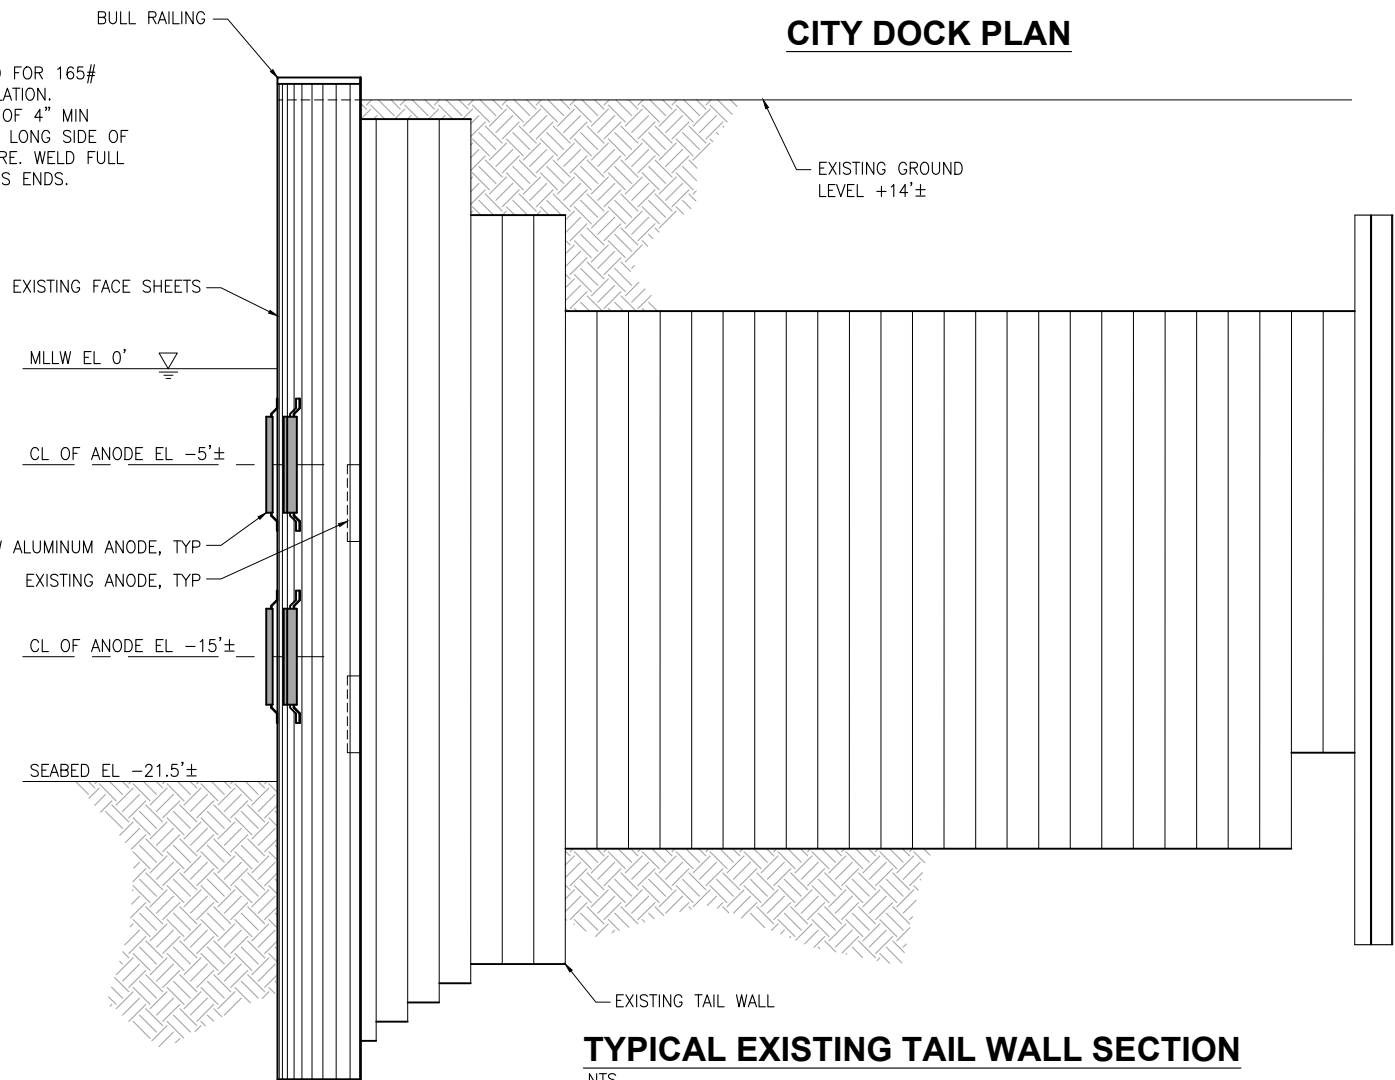 BULL RAILING
CITY DOCK PLAN
FOR 165#
OF 4" MIN
LONG SIDE OF
WELD FULL
ENDS.
EXISTING GROUND
LEVEL +14'±
EXISTING FACE SHEETS
MLLW EL 0'
CL OF ANODE EL -5'±
ALUMINUM ANODE, TYP
EXISTING ANODE, TYP
CL OF ANODE EL -15'±
SEABED EL -21.5'±
EXISTING TAIL WALL
TYPICAL EXISTING TAIL WALL SECTION
NTS